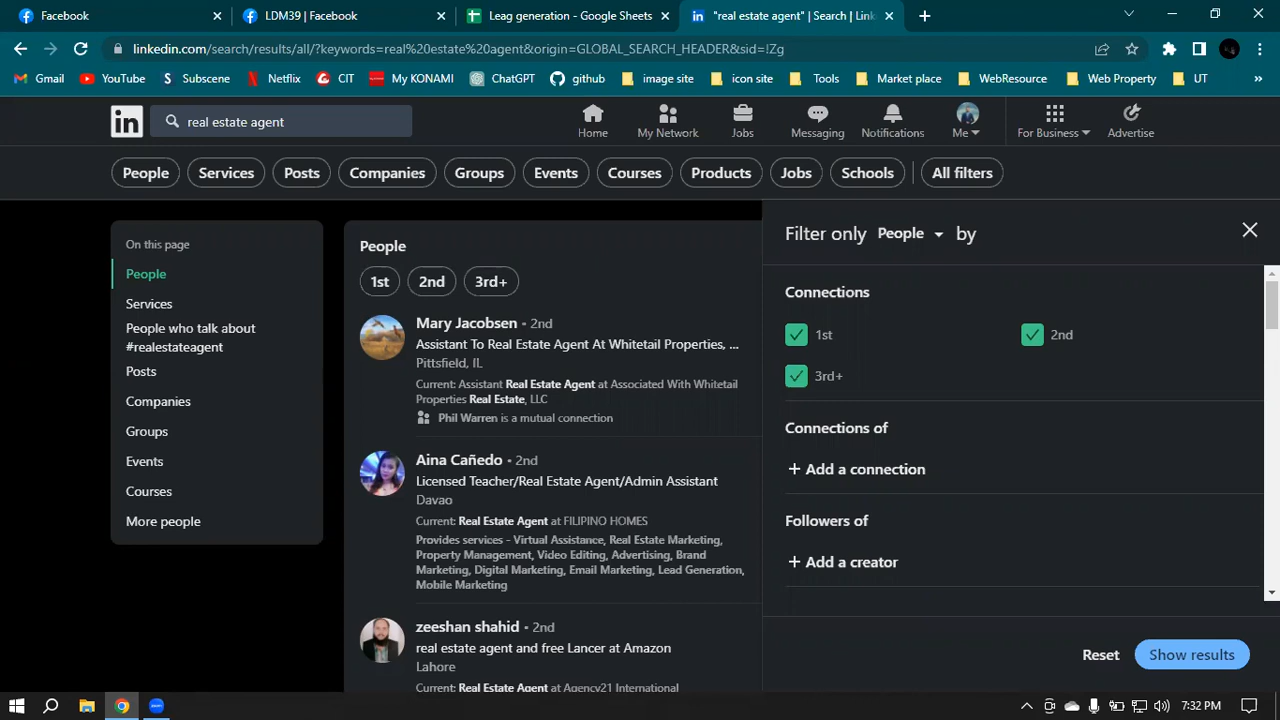 Facebook
LDM39 | Facebook
Leag generation - Google Sheets
"real estate agent" | Search | Link
linkedin.com/search/results/all/?keywords=real%20estate%20agent&origin=GLOBAL_SEARCH_HEADER&sid=!Zg
Gmail
YouTube
Subscene
Netflix
CIT
My KONAMI
ChatGPT
github
image site
icon site
Tools
Market place
WebResource
Web Property
UT
»
in
real estate agent
Home
My Network
Jobs
Messaging
Notifications
Me
For Business
Advertise
People
Services
Posts
Companies
Groups
Events
Courses
Products
Jobs
Schools
All filters
On this page
People
Services
People who talk about
#realestateagent
Posts
Companies
Groups
Events
Courses
More people
People
1st
2nd
3rd+
Mary Jacobsen • 2nd
Assistant To Real Estate Agent At Whitetail Properties, ...
Pittsfield, IL
Current: Assistant Real Estate Agent at Associated With Whitetail
Properties Real Estate, LLC
Phil Warren is a mutual connection
Aina Cañedo • 2nd
Licensed Teacher/Real Estate Agent/Admin Assistant
Davao
Current: Real Estate Agent at FILIPINO HOMES
Provides services - Virtual Assistance, Real Estate Marketing,
Property Management, Video Editing, Advertising, Brand
Marketing, Digital Marketing, Email Marketing, Lead Generation,
Mobile Marketing
zeeshan shahid • 2nd
real estate agent and free Lancer at Amazon
Lahore
Current: Real Estate Agent at Agency21 International
Filter only People by
Connections
1st
2nd
3rd+
Connections of
+ Add a connection
Followers of
+ Add a creator
Reset
Show results
7:32 PM